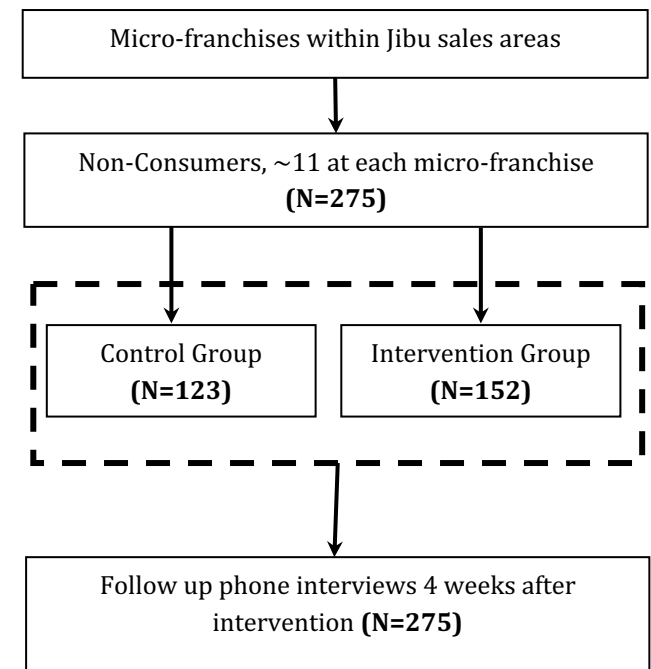 Micro-franchises within Jibu sales areas
Non-Consumers, ~11 at each micro-franchise
(N=275)
Control Group
(N=123)
Intervention Group
(N=152)
Follow up phone interviews 4 weeks after
intervention (N=275)